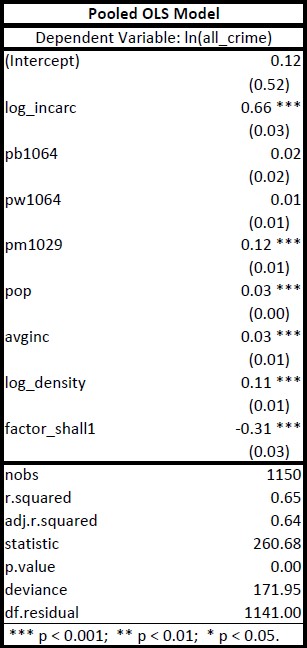 Pooled OLS Model
Dependent Variable: ln(all_crime)
(Intercept) 0.12
(0.52)
log_incarc 0.66 ***
(0.03)
pb1064 0.02
(0.02)
pw1064 0.01
(0.01)
pm1029 0.12 ***
(0.01)
pop 0.03 ***
(0.00)
avginc 0.03 ***
(0.01)
log_density 0.11 ***
(0.01)
factor_shall1 -0.31 ***
(0.03)
nobs 1150
r.squared 0.65
adj.r.squared 0.64
statistic 260.68
p.value 0.00
deviance 171.95
df.residual 1141.00
*** p < 0.001; ** p < 0.01; * p < 0.05.